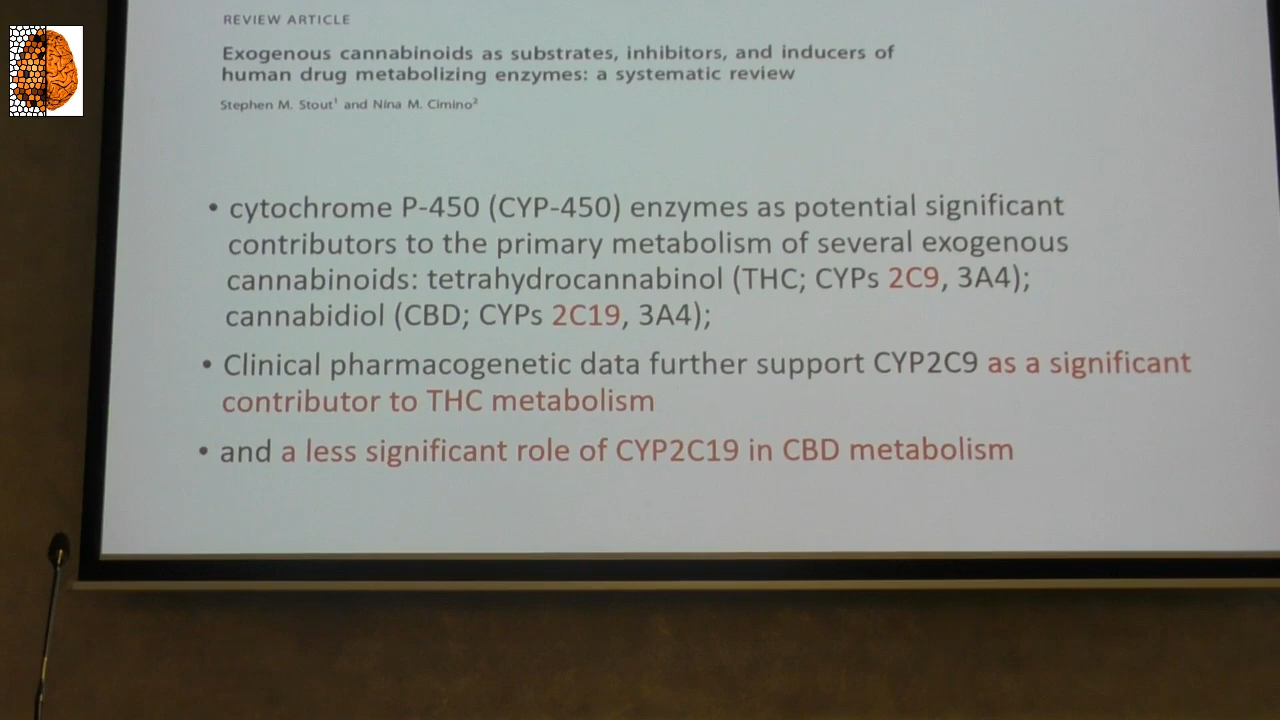 REVIEW ARTICLE
Exogenous cannabinoids as substrates, inhibitors, and inducers of
human drug metabolizing enzymes: a systematic review
Stephen M. Stout¹ and Nina M. Cimino²
• cytochrome P-450 (CYP-450) enzymes as potential significant
contributors to the primary metabolism of several exogenous
cannabinoids: tetrahydrocannabinol (THC; CYPs 2C9, 3A4);
cannabidiol (CBD; CYPs 2C19, 3A4);
• Clinical pharmacogenetic data further support CYP2C9 as a significant
contributor to THC metabolism
• and a less significant role of CYP2C19 in CBD metabolism